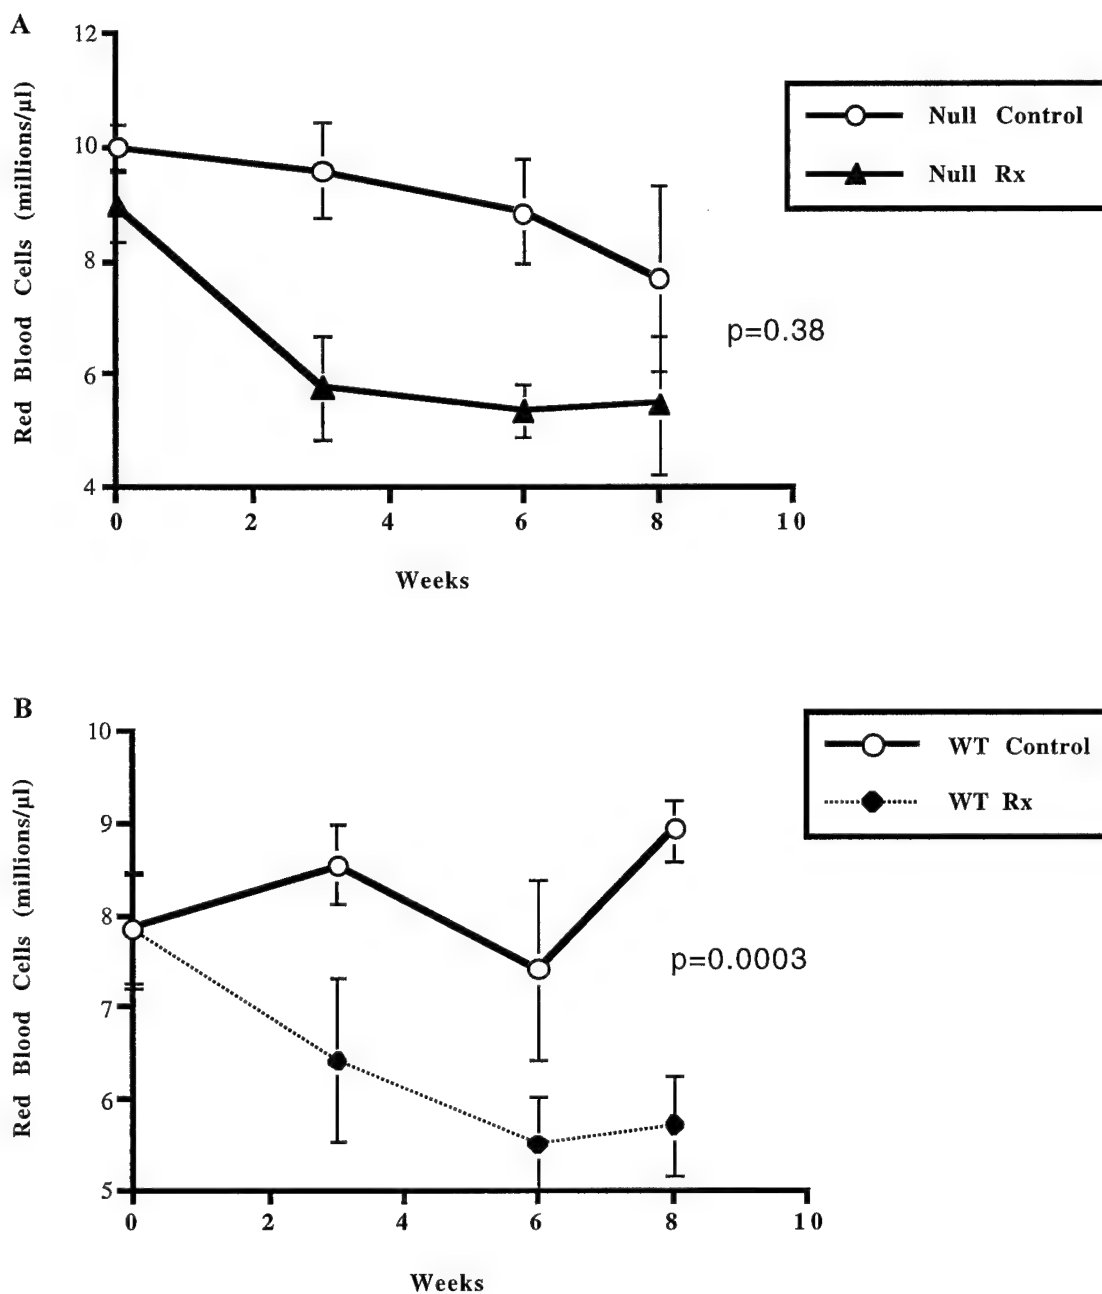 A
12
10
8
6
4
Red Blood Cells (millions/µl)
0 2 4 6 8 10
Weeks
Null Control
Null Rx
p=0.38
B
10
9
8
7
6
5
Red Blood Cells (millions/µl)
0 2 4 6 8 10
Weeks
WT Control
WT Rx
p=0.0003